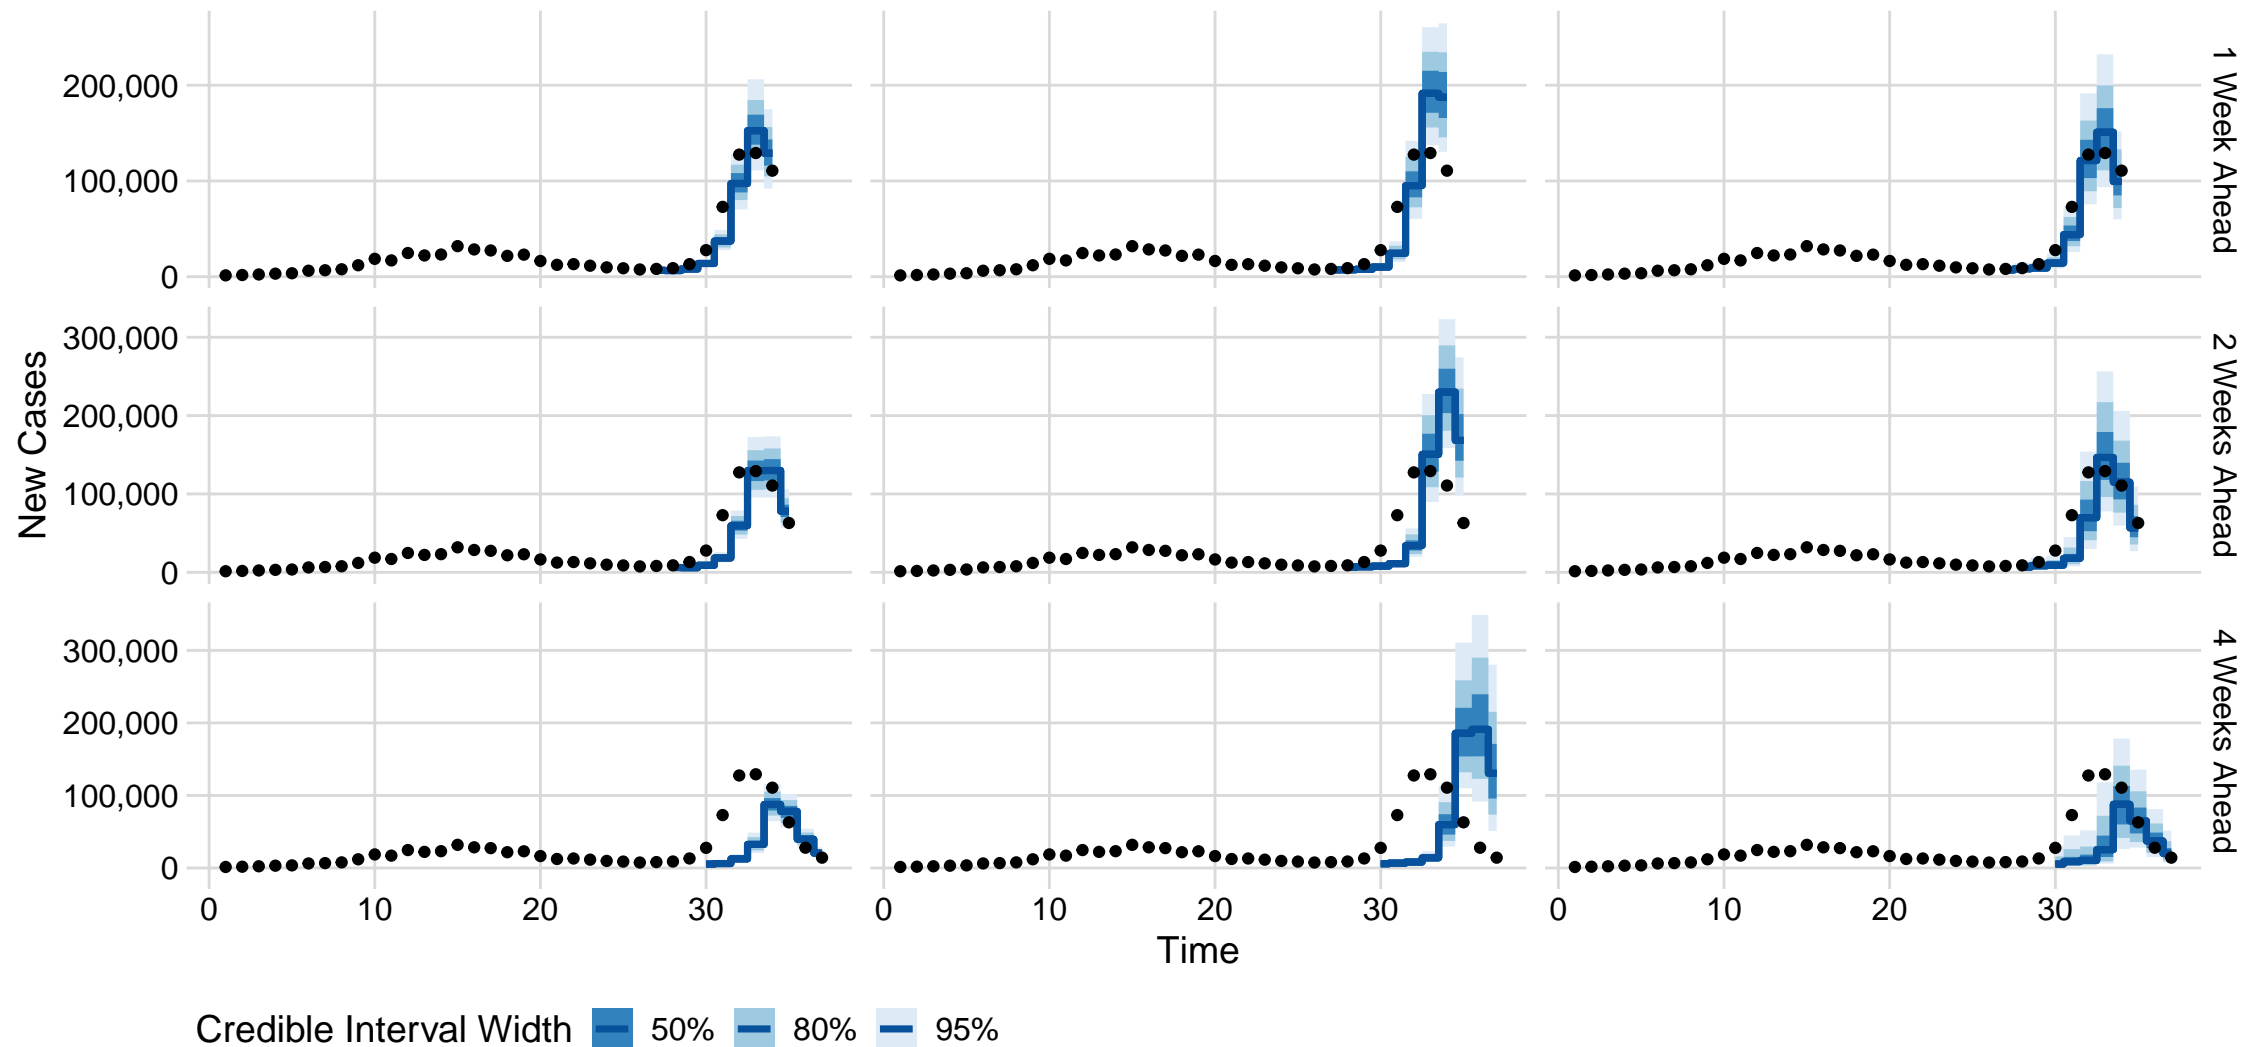 200,000
100,000
0
1 Week Ahead
New Cases
300,000
200,000
100,000
0
2 Weeks Ahead
300,000
200,000
100,000
0
4 Weeks Ahead
0 10 20 30 0 10 20 30 0 10 20 30
Time
Credible Interval Width 50% 80% 95%